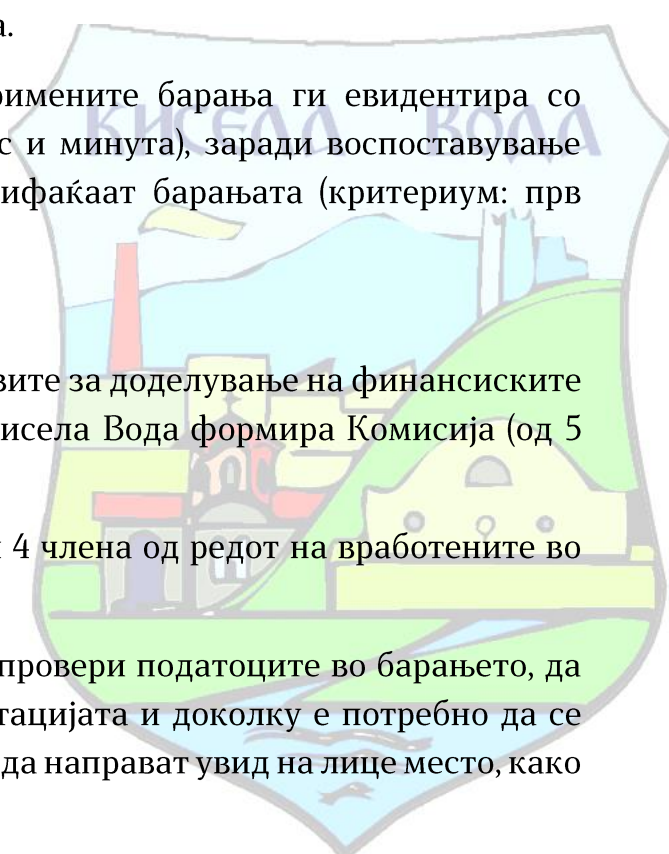 а.
КИСЕЛА ВОДА
римените барања ги евидентира со
с и минута), заради воспоставување
ифаќаат барањата (критериум: прв
вите за доделување на финансиските
исела Вода формира Комисија (од 5
4 члена од редот на вработените во
провери податоците во барањето, да
тацијата и доколку е потребно да се
да направат увид на лице место, како